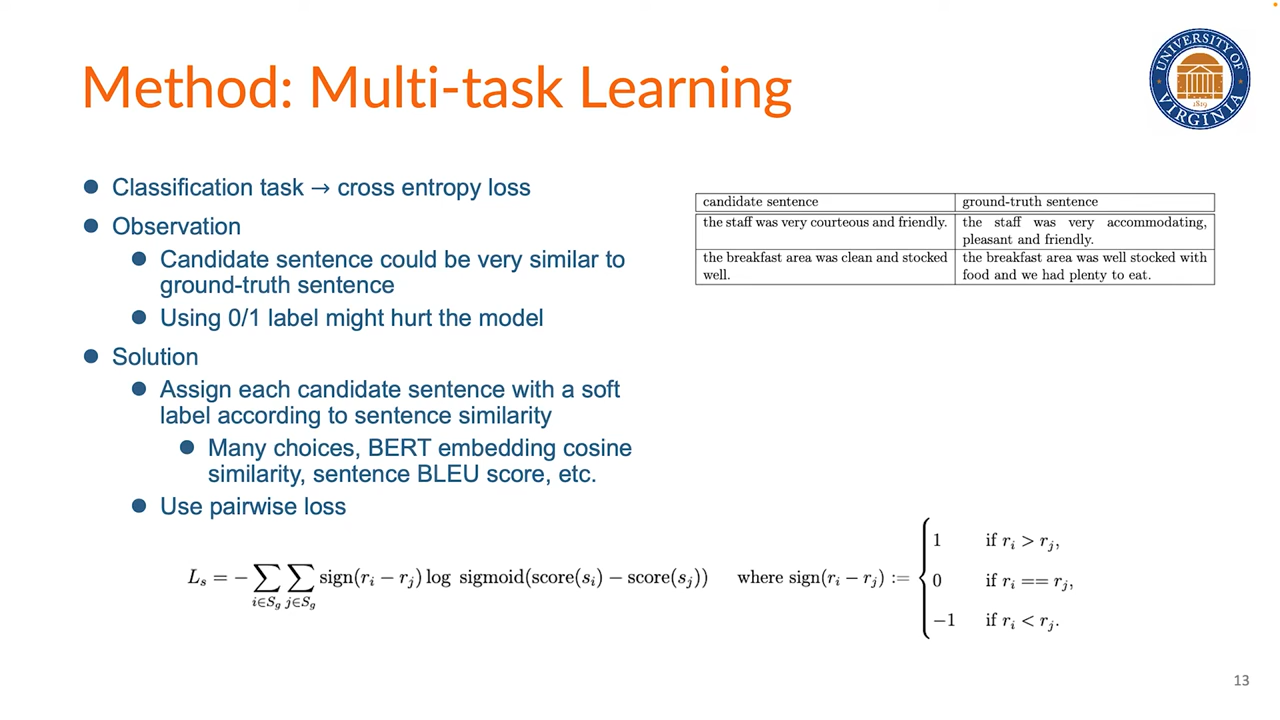 Method: Multi-task Learning
UNIVERSITY OF
VIRGINIA
1819
● Classification task → cross entropy loss
● Observation
● Candidate sentence could be very similar to
ground-truth sentence
● Using 0/1 label might hurt the model
● Solution
● Assign each candidate sentence with a soft
label according to sentence similarity
● Many choices, BERT embedding cosine
similarity, sentence BLEU score, etc.
● Use pairwise loss
candidate sentence ground-truth sentence
the staff was very courteous and friendly. the staff was very accommodating,
pleasant and friendly.
the breakfast area was clean and stocked the breakfast area was well stocked with
well. food and we had plenty to eat.
L_s = − ∑_{i∈S_g} ∑_{j∈S_g} sign(r_i − r_j) log sigmoid(score(s_i) − score(s_j)) where sign(r_i − r_j) := {
1 if r_i > r_j,
0 if r_i == r_j,
−1 if r_i < r_j.
13